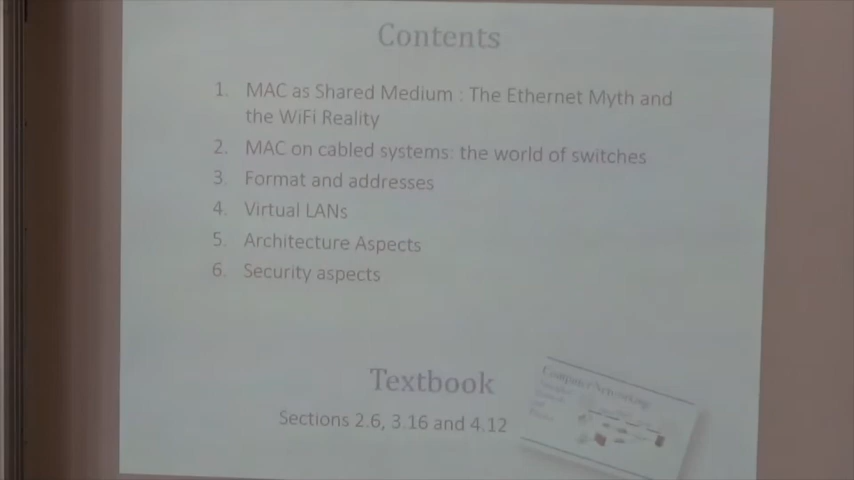 Contents
1. MAC as Shared Medium : The Ethernet Myth and
the WiFi Reality
2. MAC on cabled systems: the world of switches
3. Format and addresses
4. Virtual LANs
5. Architecture Aspects
6. Security aspects
Textbook
Sections 2.6, 3.16 and 4.12
Computer Networking